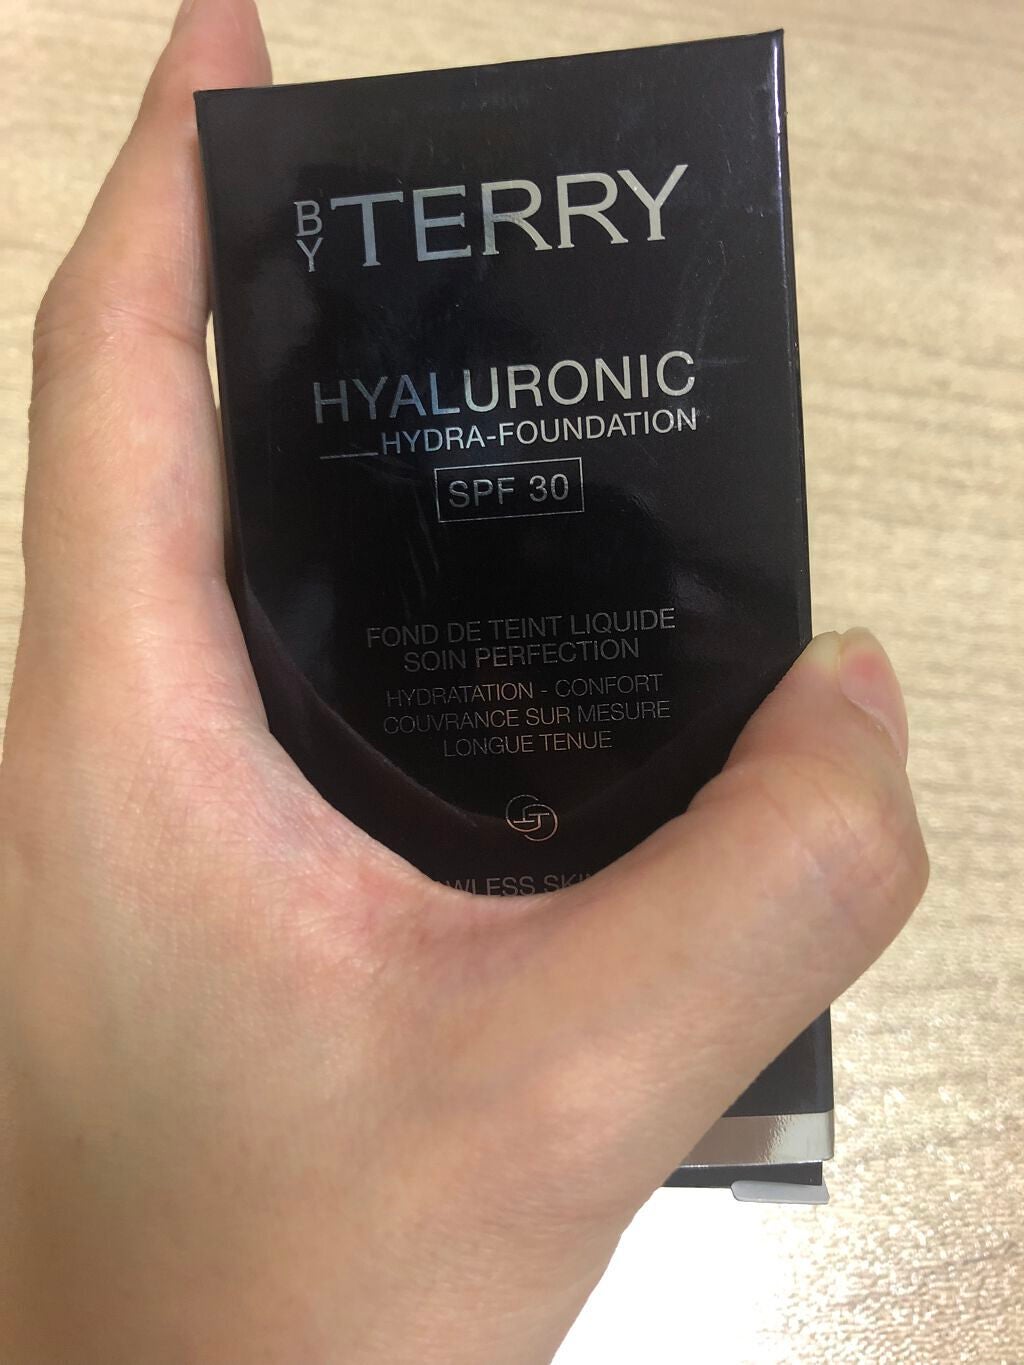 BY TERRY
HYALURONIC
HYDRA-FOUNDATION
SPF 30
FOND DE TEINT LIQUIDE
SOIN PERFECTION
HYDRATATION - CONFORT
COUVRANCE SUR MESURE
LONGUE TENUE